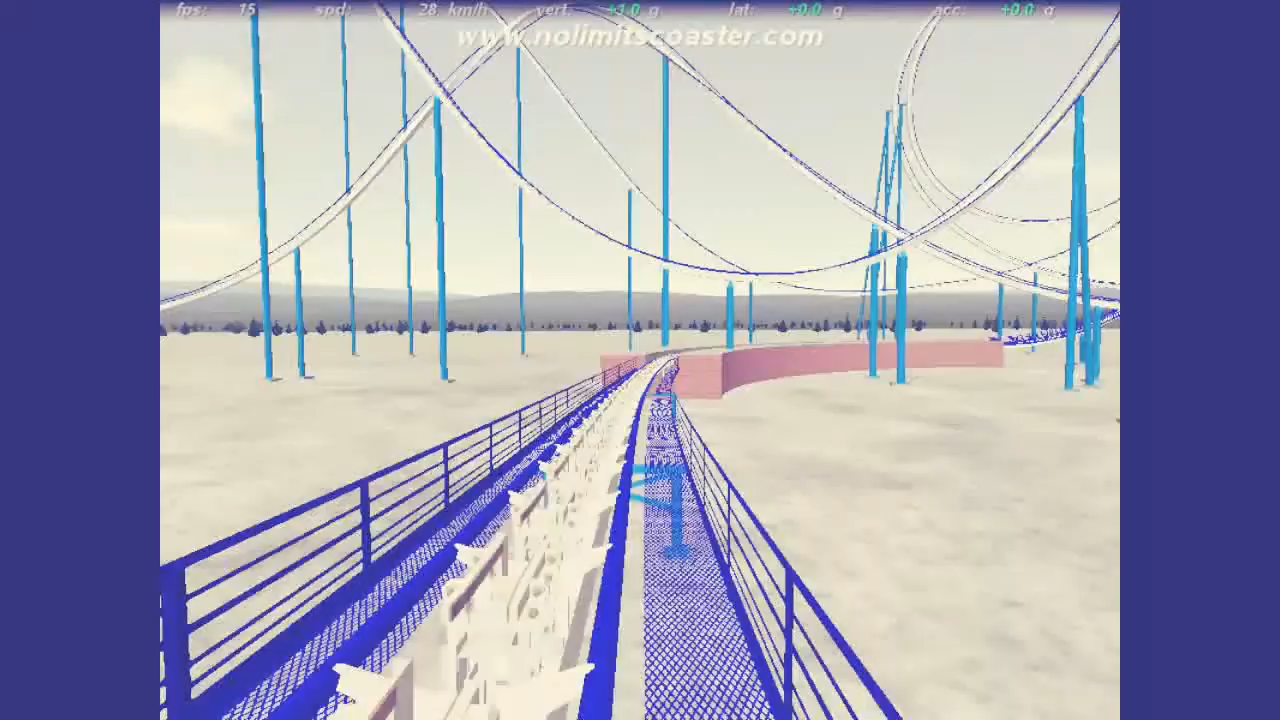 fps: 15 spd: 28. km/h vert: +1.0 g lat: +0.0 g acc: +0.0 g
www.nolimitscoaster.com